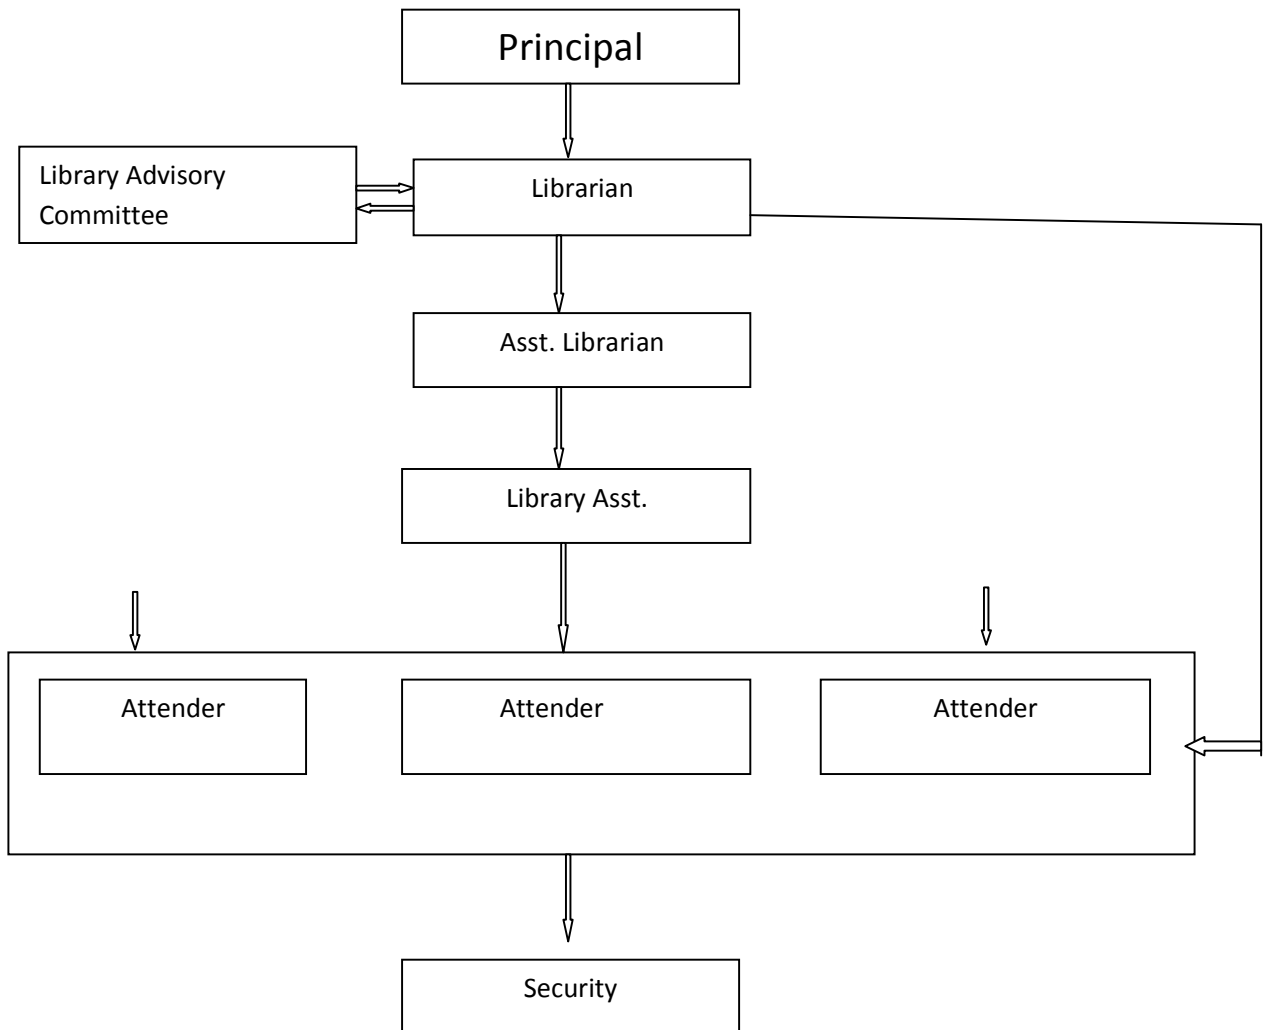 Principal
Library Advisory
Committee
Librarian
Asst. Librarian
Library Asst.
Attender
Attender
Attender
Security